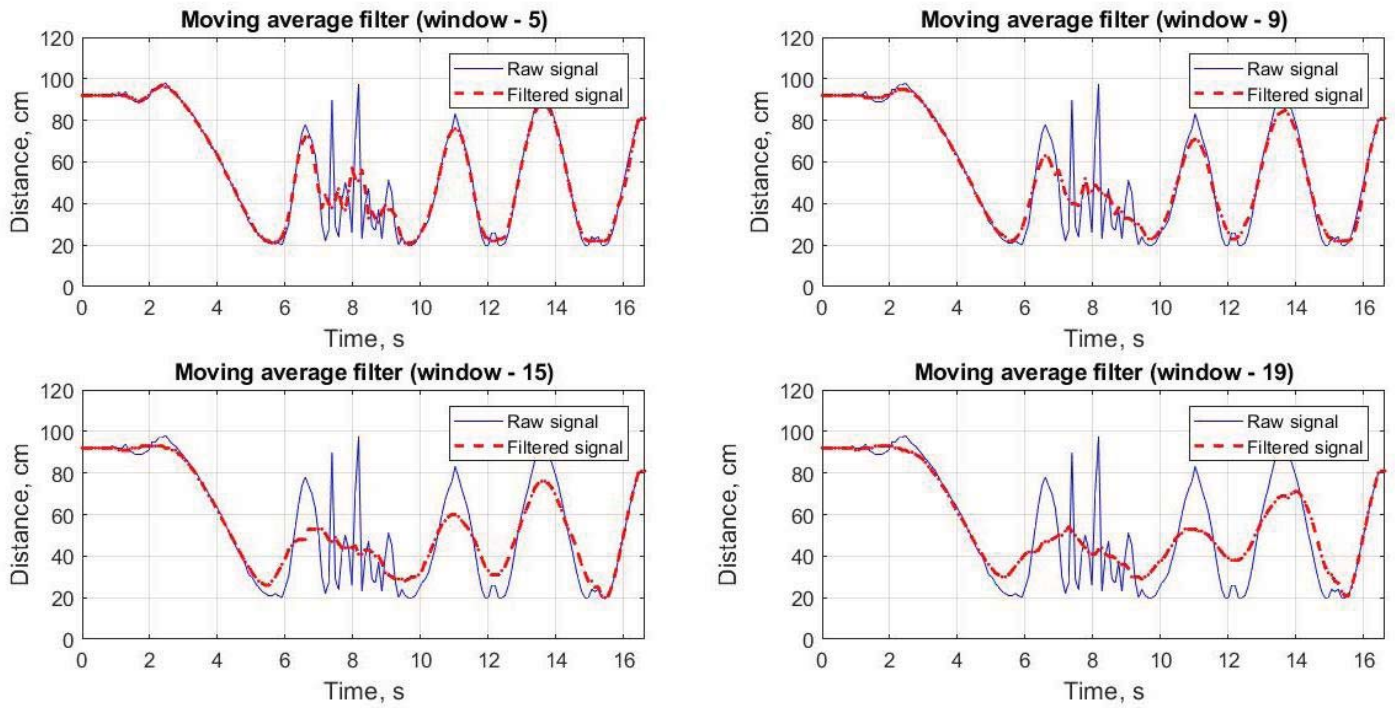 Moving average filter (window - 5)
120
100
80
60
40
20
0
Distance, cm
Raw signal
Filtered signal
0 2 4 6 8 10 12 14 16
Time, s
Moving average filter (window - 9)
120
100
80
60
40
20
0
Distance, cm
Raw signal
Filtered signal
0 2 4 6 8 10 12 14 16
Time, s
Moving average filter (window - 15)
120
100
80
60
40
20
0
Distance, cm
Raw signal
Filtered signal
0 2 4 6 8 10 12 14 16
Time, s
Moving average filter (window - 19)
120
100
80
60
40
20
0
Distance, cm
Raw signal
Filtered signal
0 2 4 6 8 10 12 14 16
Time, s